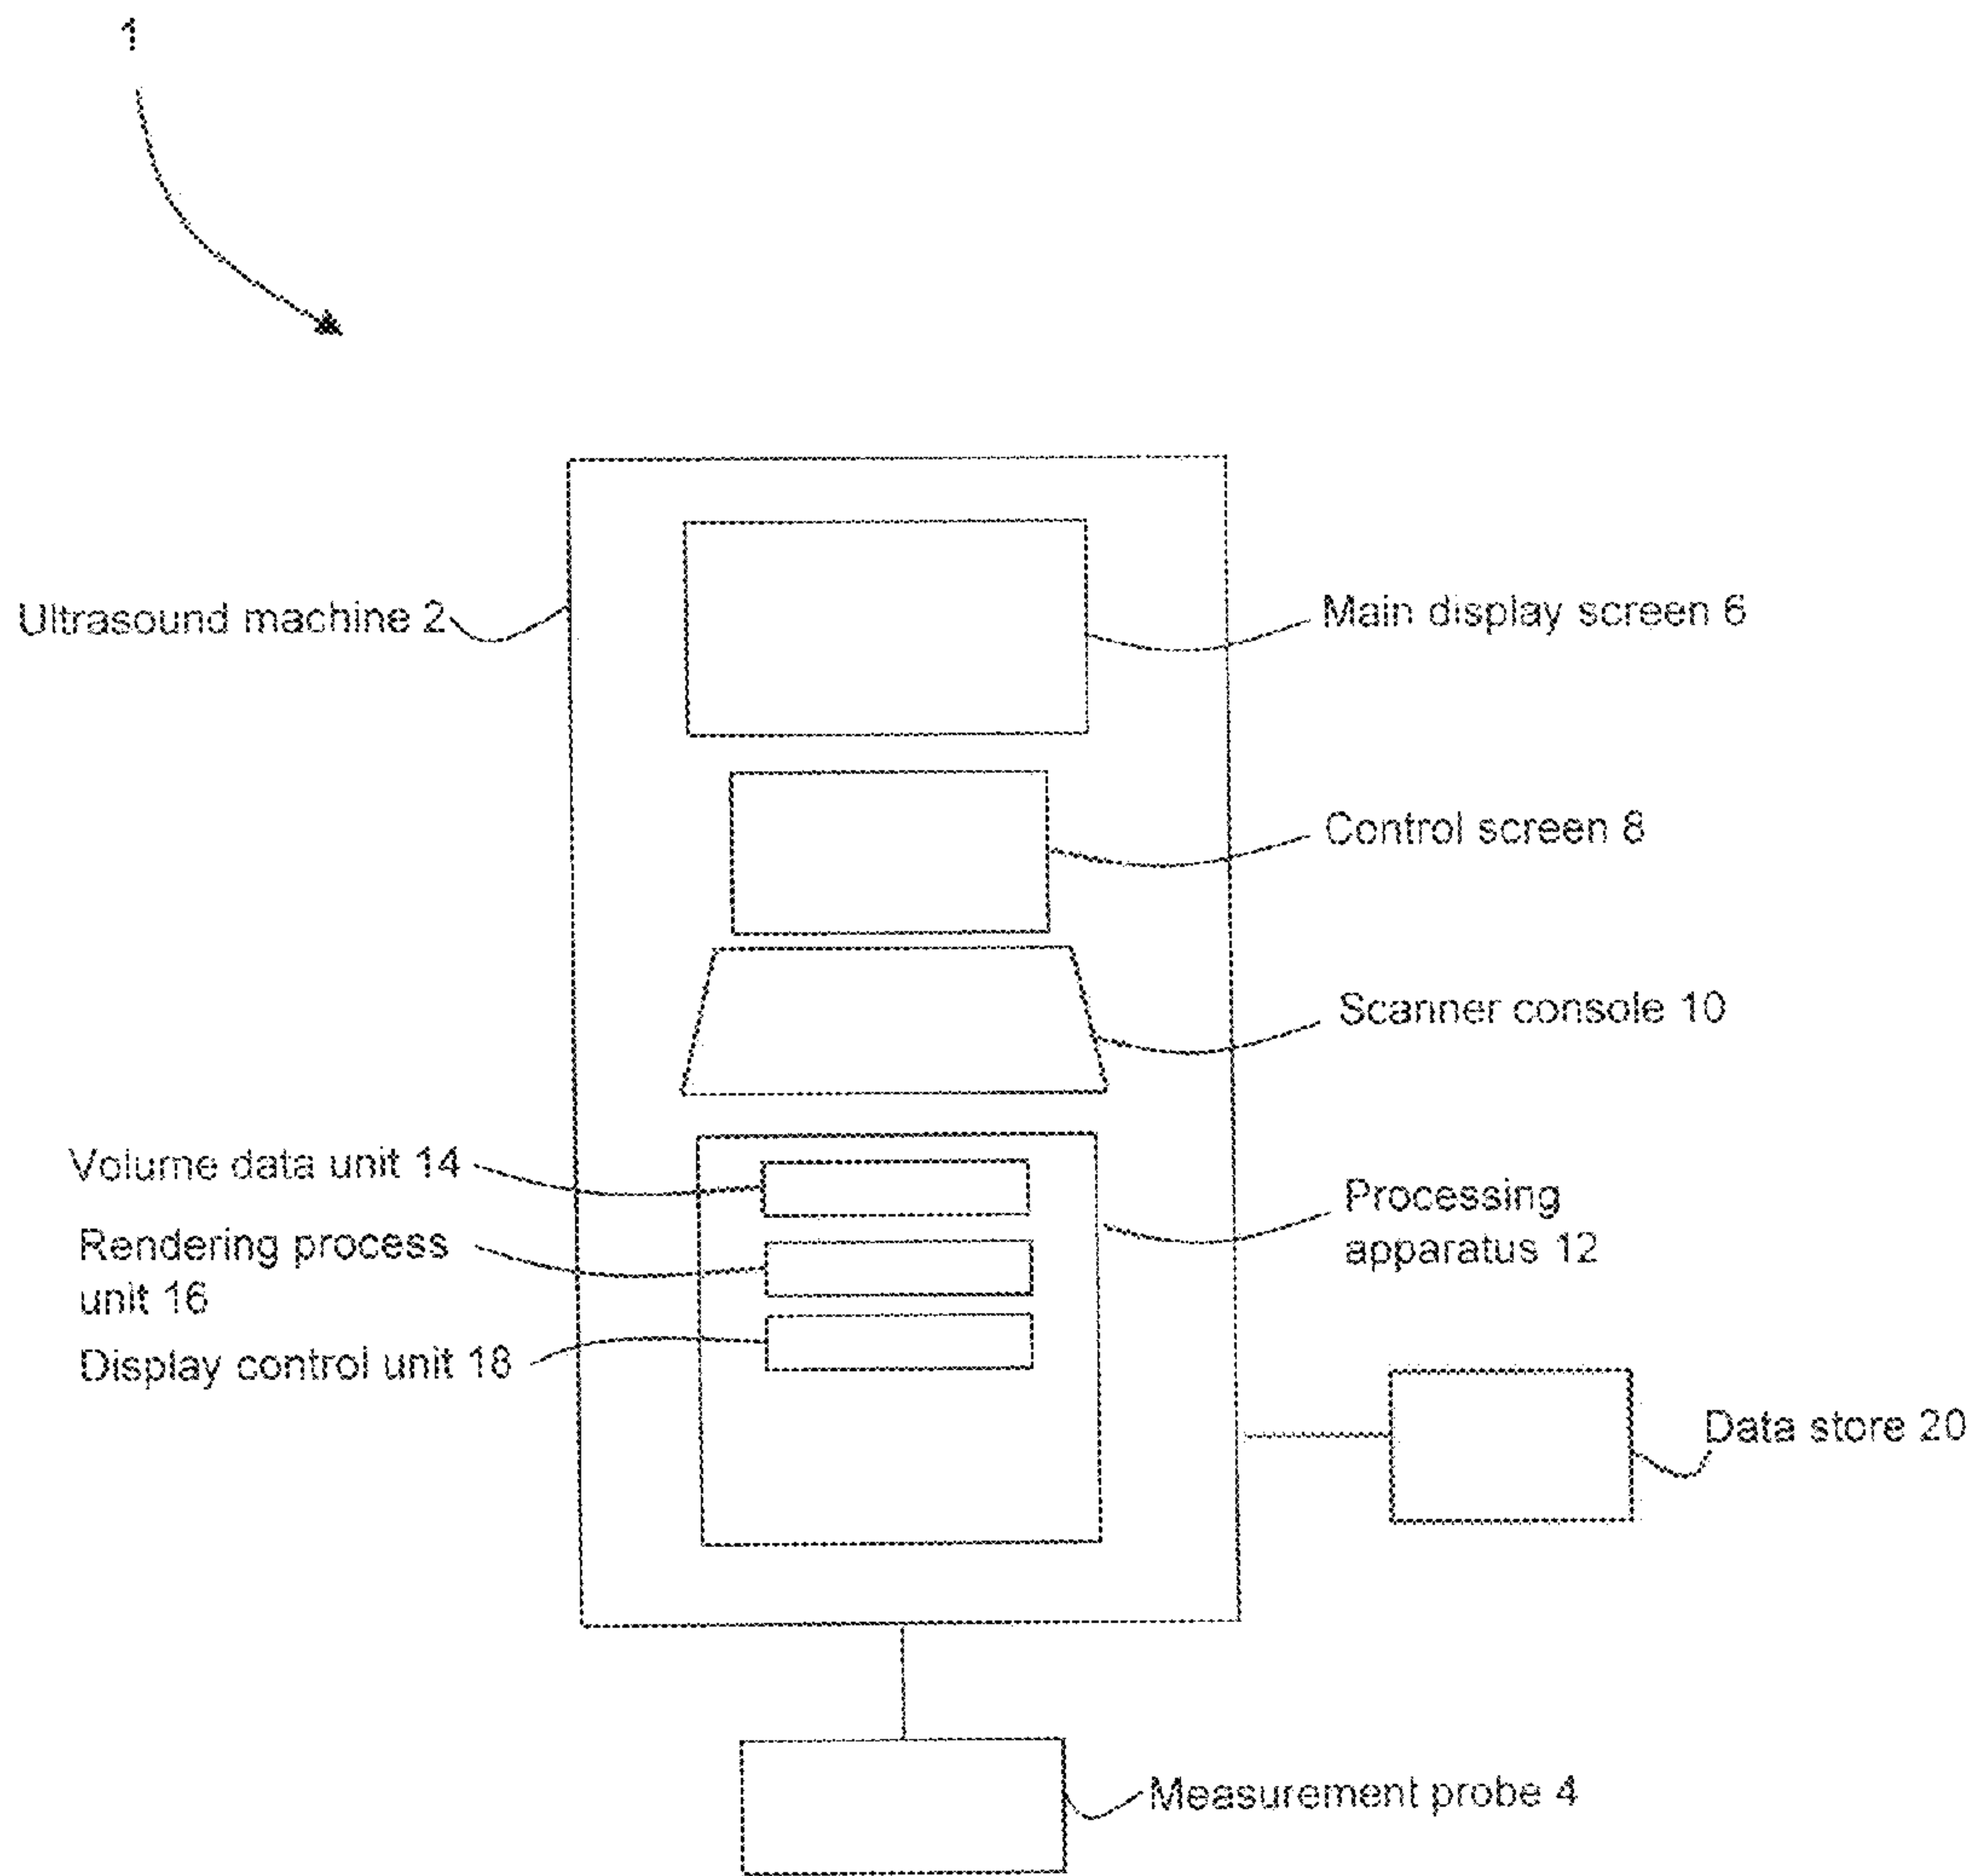 1
Ultrasound machine 2
Main display screen 6
Control screen 8
Scanner console 10
Volume data unit 14
Processing
apparatus 12
Rendering process
unit 16
Display control unit 18
Data store 20
Measurement probe 4